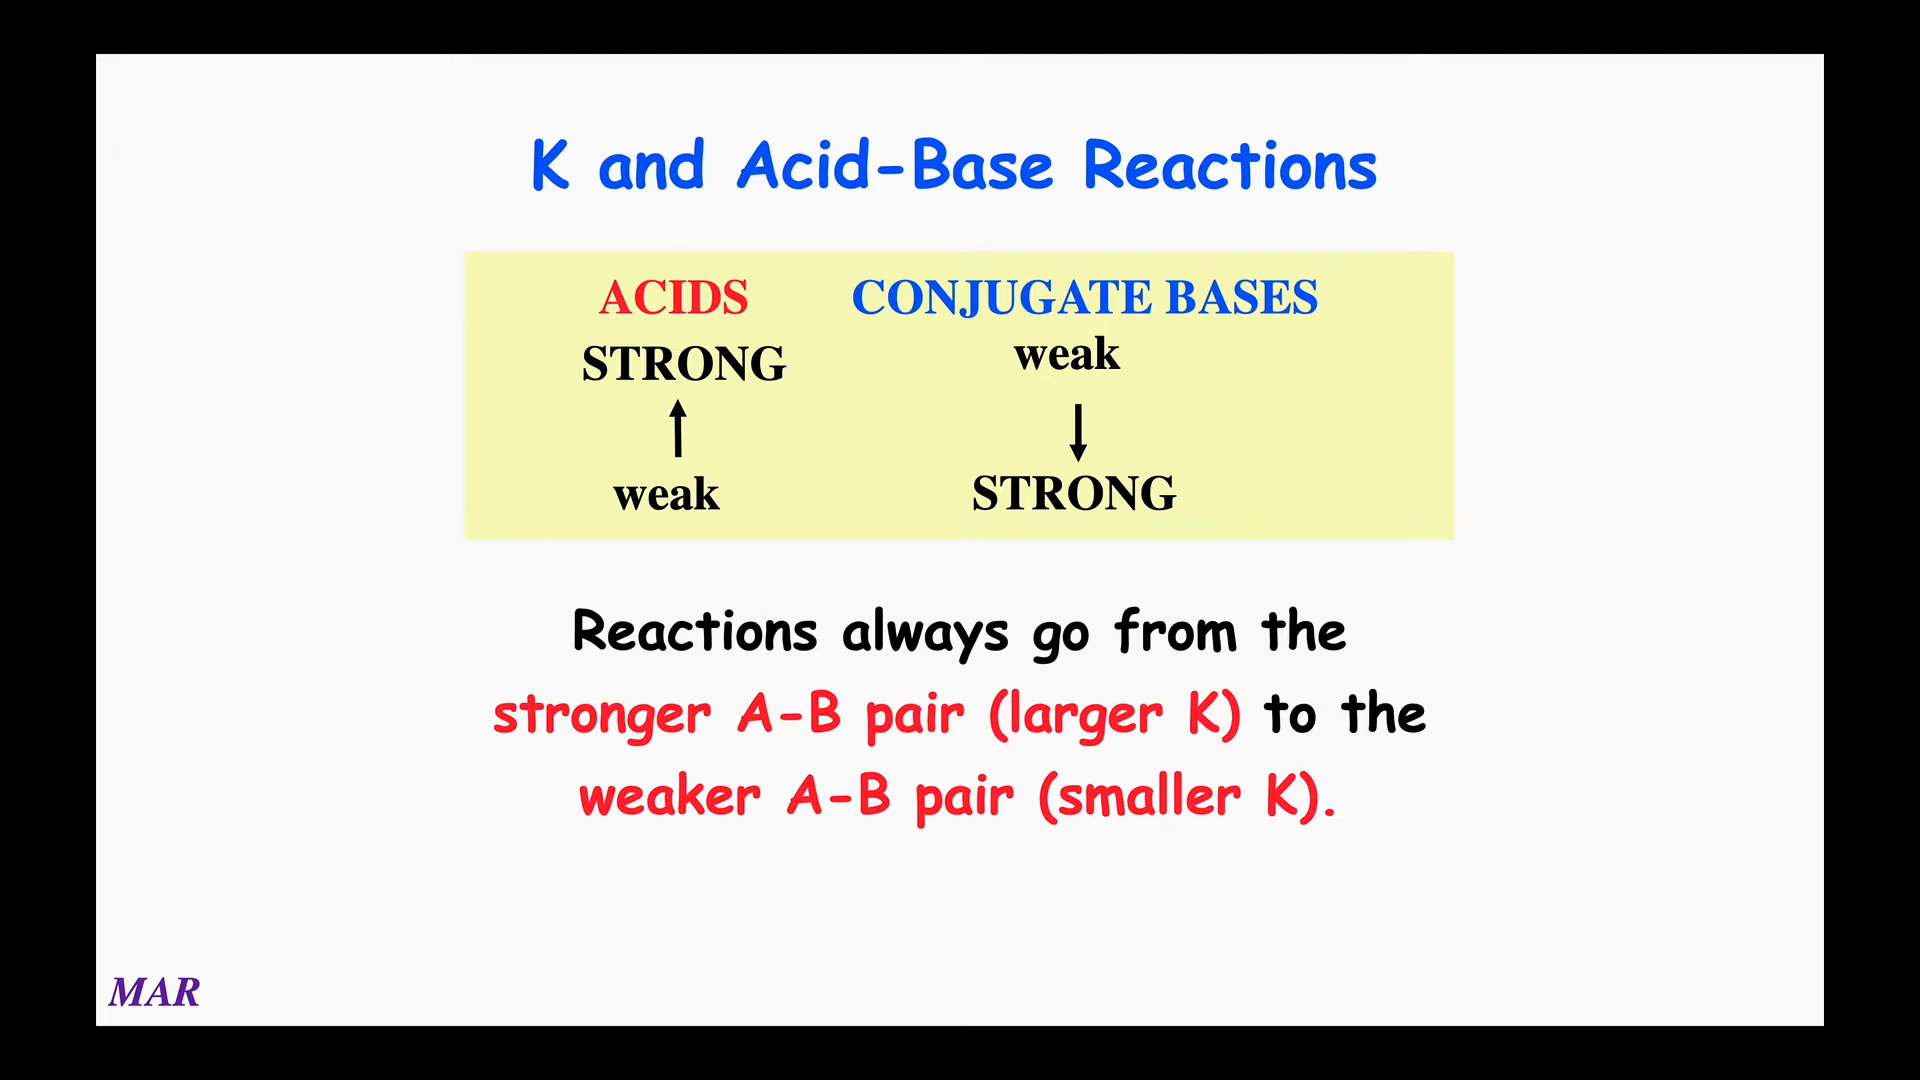 K and Acid-Base Reactions
ACIDS CONJUGATE BASES
STRONG weak
weak STRONG
Reactions always go from the
stronger A-B pair (larger K) to the
weaker A-B pair (smaller K).
MAR